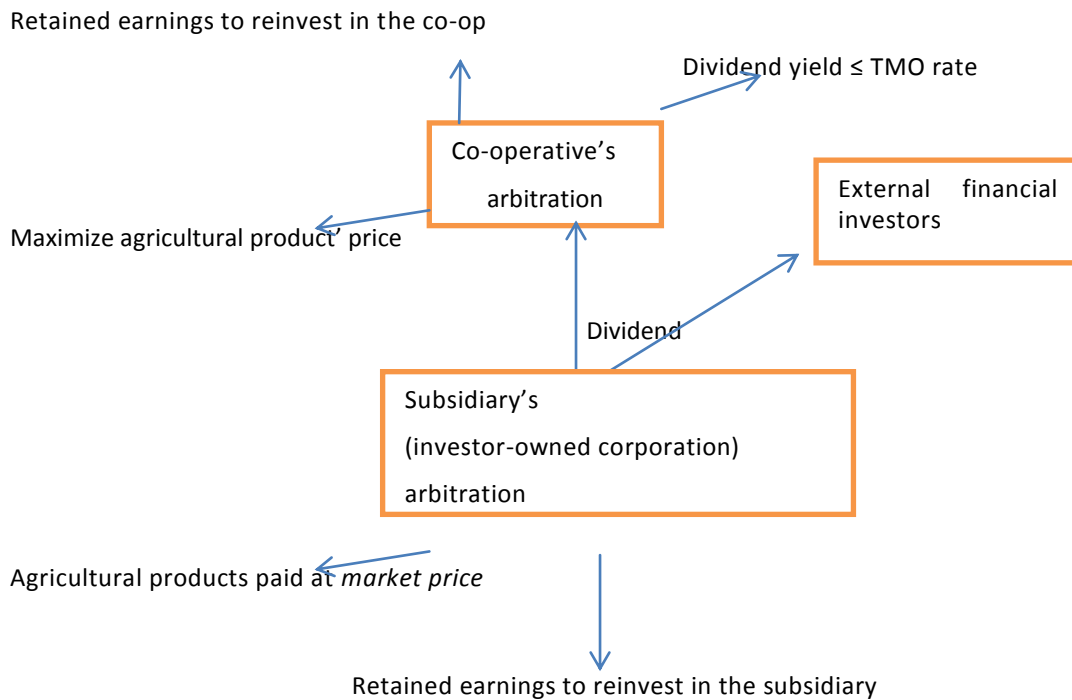 Retained earnings to reinvest in the co-op
Dividend yield ≤ TMO rate
Co-operative’s
arbitration
External financial
investors
Maximize agricultural product’ price
Dividend
Subsidiary’s
(investor-owned corporation)
arbitration
Agricultural products paid at market price
Retained earnings to reinvest in the subsidiary